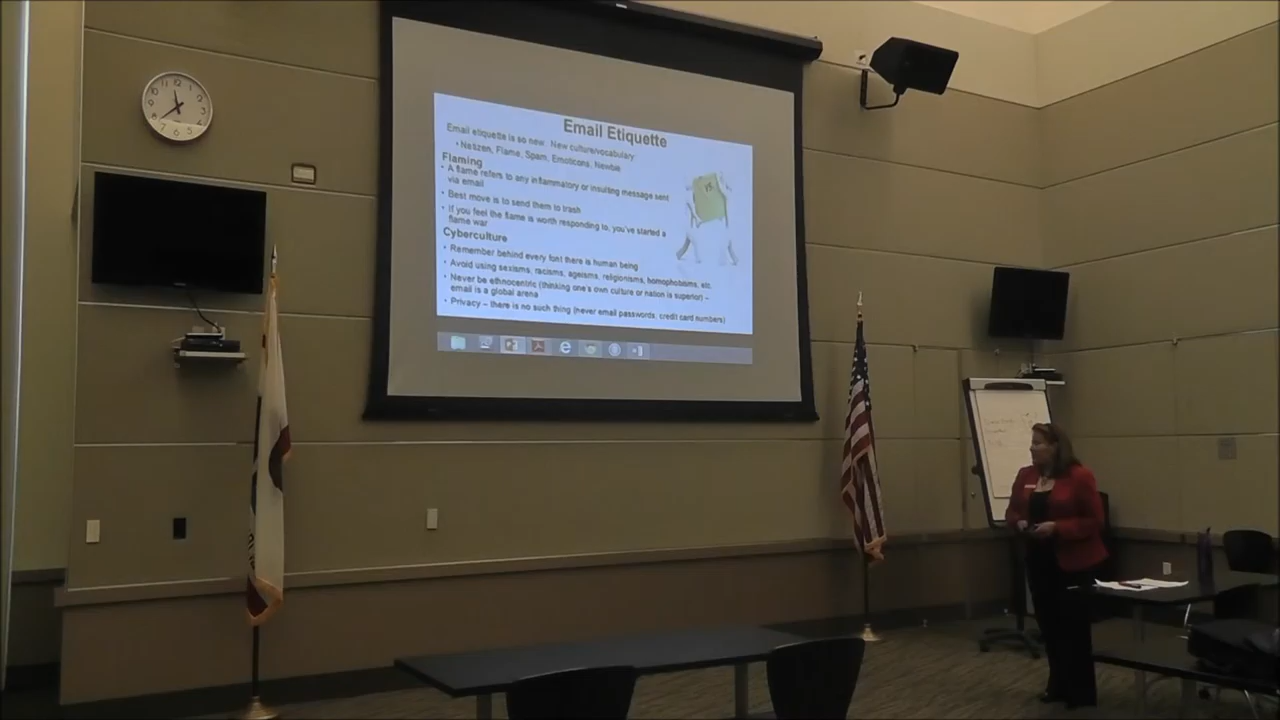 Email Etiquette
Email etiquette is so new: New culture/vocabulary:
• Netizen, Flame, Spam, Emoticons, Newbie
Flaming
• A flame refers to any inflammatory or insulting message sent
via email
• Best move is to send them to trash
• If you feel the flame is worth responding to, you've started a
flame war
Cyberculture
• Remember behind every font there is human being
• Avoid using sexisms, racisms, ageisms, religionisms, homophobisms, etc.
• Never be ethnocentric (thinking one's own culture or nation is superior) –
email is a global arena
• Privacy – there is no such thing (never email passwords, credit card numbers)
VS.